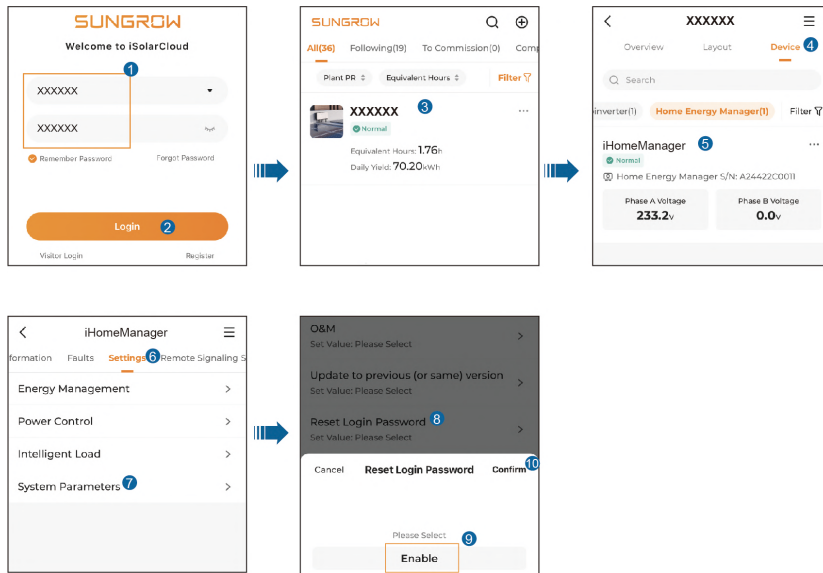 SUNGROW
Welcome to iSolarCloud
1
XXXXXX
XXXXXX
Remember Password Forgot Password
Login 2
Visitor Login Register
SUNGROW
All(36) Following(19) To Commission(0) Comp
Plant PR Equivalent Hours Filter
XXXXXX 3
Normal
Equivalent Hours: 1.76h
Daily Yield: 70.20kWh
XXXXXX
Overview Layout Device 4
Search
inverter(1) Home Energy Manager(1) Filter
iHomeManager 5
Normal
Home Energy Manager S/N: A24422C0011
Phase A Voltage Phase B Voltage
233.2v 0.0v
iHomeManager
formation Faults Settings 6 Remote Signaling S
Energy Management
Power Control
Intelligent Load
System Parameters 7
O&M
Set Value: Please Select
Update to previous (or same) version
Set Value: Please Select
Reset Login Password 8
Set Value: Please Select
Cancel Reset Login Password Confirm 10
Please Select
9
Enable